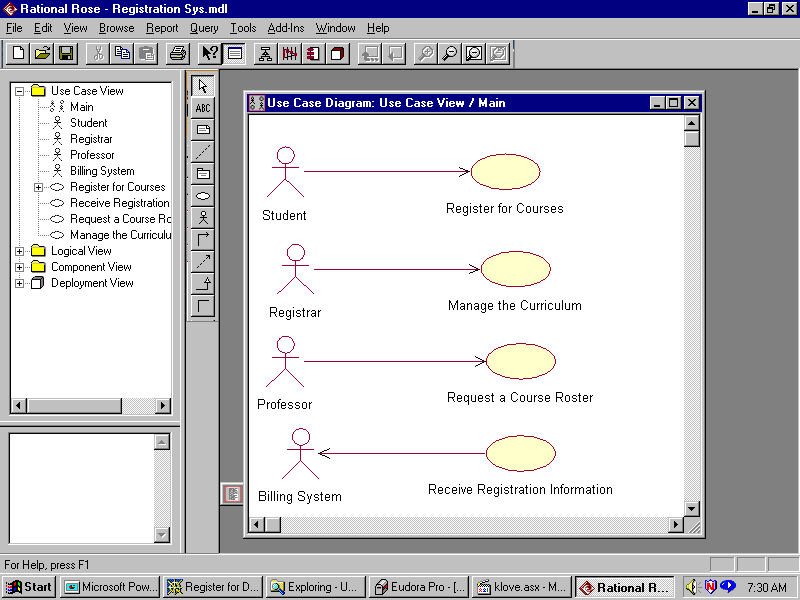 Rational Rose - Registration Sys.mdl
File Edit View Browse Report Query Tools Add-Ins Window Help
ABC
Use Case View
Main
Student
Registrar
Professor
Billing System
Register for Courses
Receive Registration
Request a Course Ro
Manage the Curriculu
Logical View
Component View
Deployment View
Use Case Diagram: Use Case View / Main
Student
Register for Courses
Registrar
Manage the Curriculum
Professor
Request a Course Roster
Billing System
Receive Registration Information
For Help, press F1
Start Microsoft Pow... Register for D... Exploring - U... Eudora Pro - [... klove.asx - M... Rational R... 7:30 AM